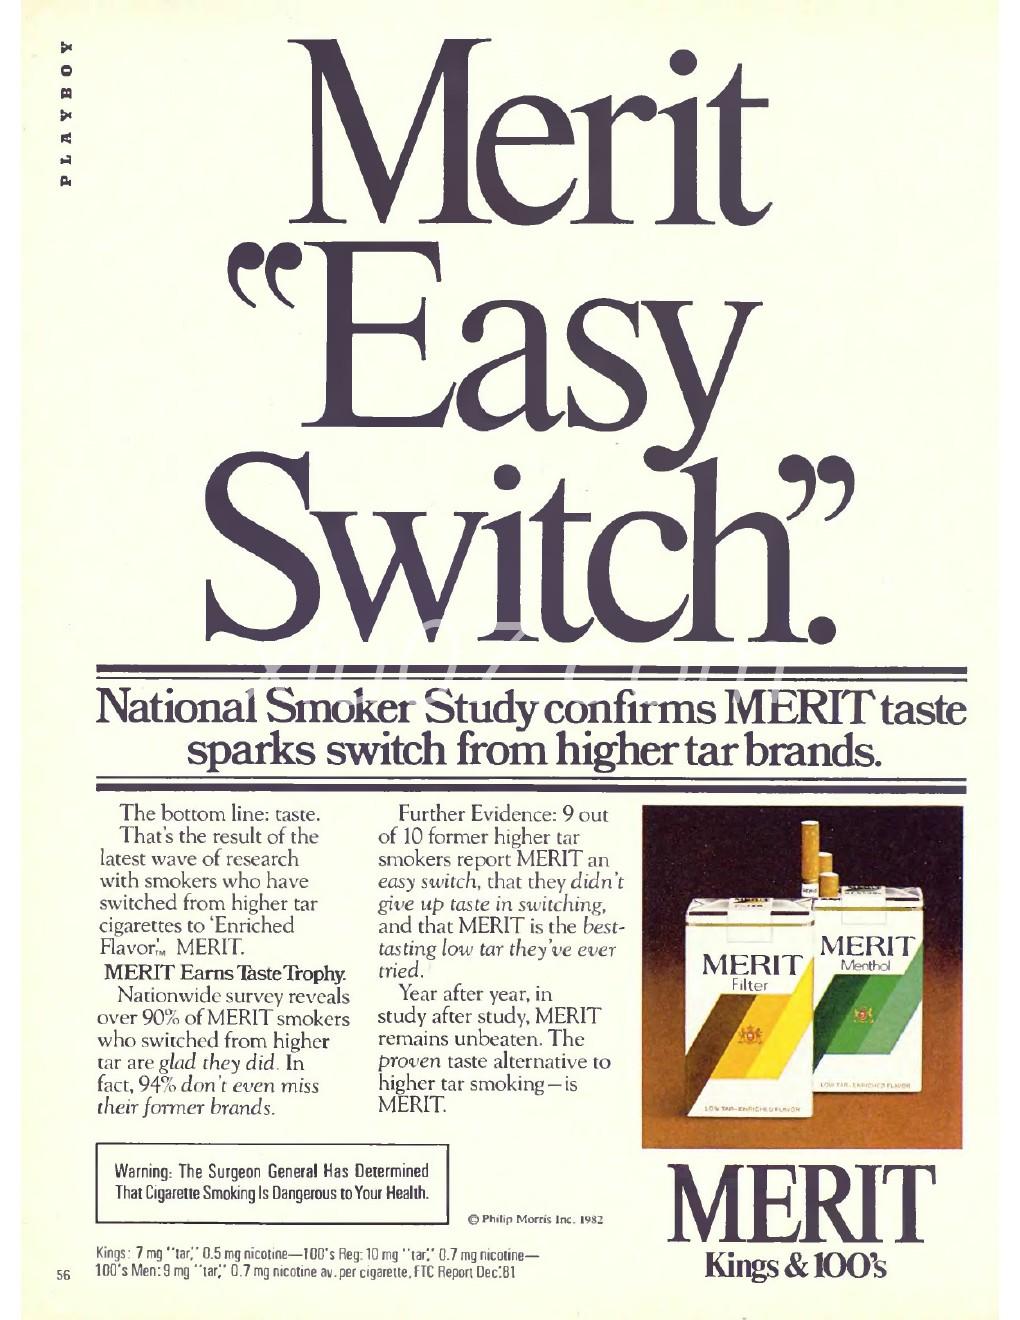 PLAYBOY
Merit
“Easy
Switch”.
National Smoker Study confirms MERIT taste
sparks switch from higher tar brands.
The bottom line: taste.
That's the result of the
latest wave of research
with smokers who have
switched from higher tar
cigarettes to 'Enriched
Flavor,'™ MERIT.
MERIT Earns Taste Trophy.
Nationwide survey reveals
over 90% of MERIT smokers
who switched from higher
tar are glad they did. In
fact, 94% don't even miss
their former brands.
Further Evidence: 9 out
of 10 former higher tar
smokers report MERIT an
easy switch, that they didn't
give up taste in switching,
and that MERIT is the best-
tasting low tar they've ever
tried.
Year after year, in
study after study, MERIT
remains unbeaten. The
proven taste alternative to
higher tar smoking—is
MERIT.
MERIT
Filter
LOW TAR-ENRICHED FLAVOR
MERIT
Menthol
LOW TAR-ENRICHED FLAVOR
Warning: The Surgeon General Has Determined
That Cigarette Smoking Is Dangerous to Your Health.
© Philip Morris Inc. 1982
MERIT
Kings & 100's
Kings: 7 mg "tar," 0.5 mg nicotine—100's Reg: 10 mg "tar," 0.7 mg nicotine—
100's Men: 9 mg "tar," 0.7 mg nicotine av. per cigarette, FTC Report Dec.'81
56